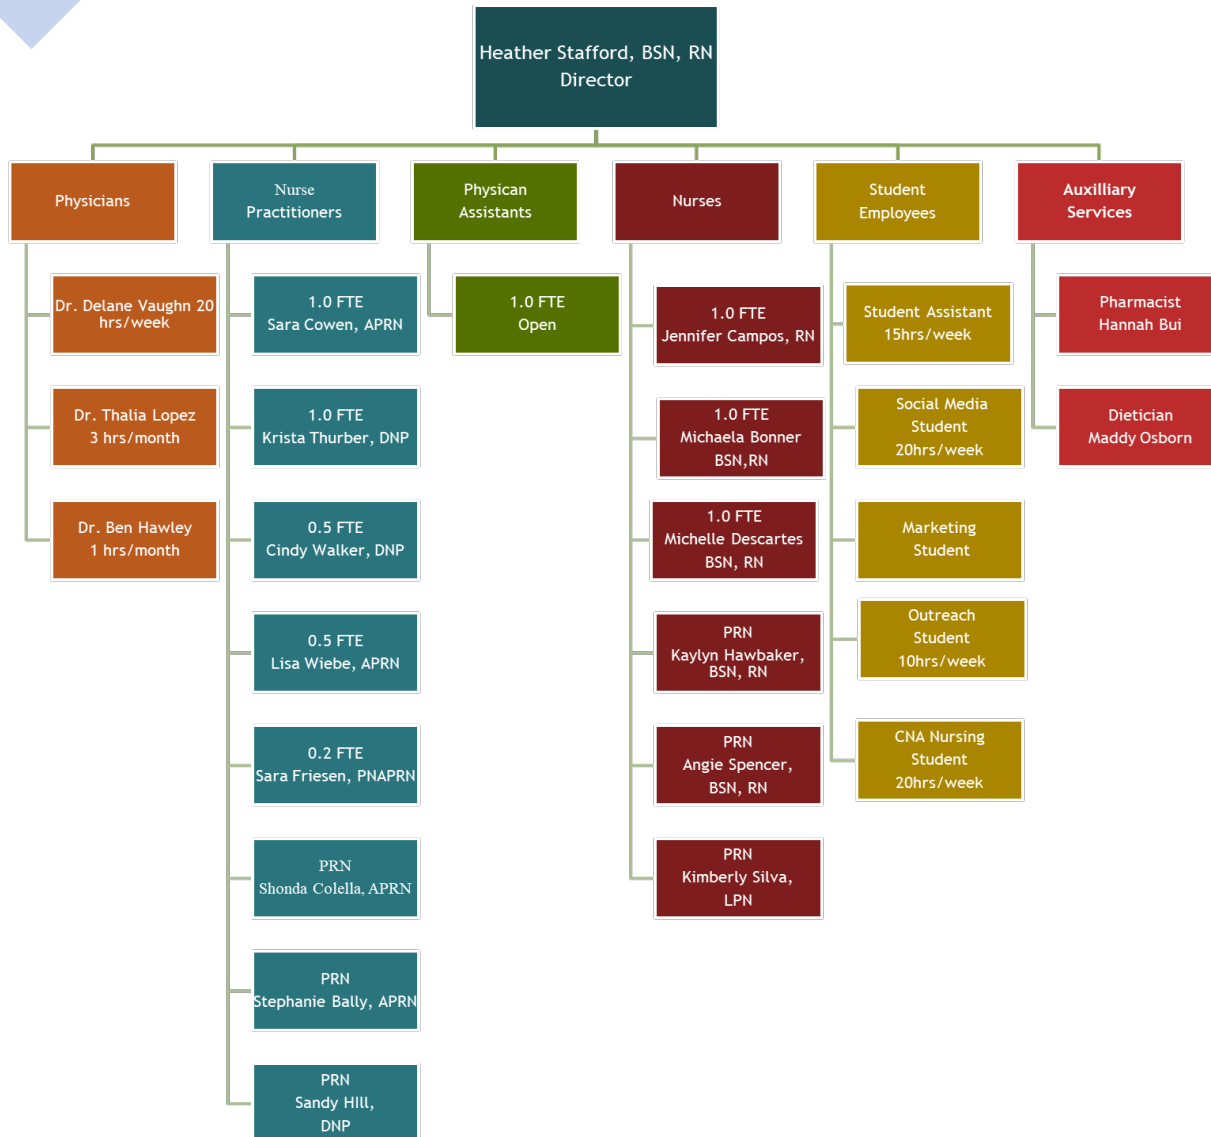 Heather Stafford, BSN, RN
Director
Physicians
Nurse
Practitioners
Physican
Assistants
Nurses
Student
Employees
Auxilliary
Services
Dr. Delane Vaughn 20
hrs/week
Dr. Thalia Lopez
3 hrs/month
Dr. Ben Hawley
1 hrs/month
1.0 FTE
Sara Cowen, APRN
1.0 FTE
Krista Thurber, DNP
0.5 FTE
Cindy Walker, DNP
0.5 FTE
Lisa Wiebe, APRN
0.2 FTE
Sara Friesen, PNAPRN
PRN
Shonda Colella, APRN
PRN
Stephanie Bally, APRN
PRN
Sandy HIll,
DNP
1.0 FTE
Open
1.0 FTE
Jennifer Campos, RN
1.0 FTE
Michaela Bonner
BSN,RN
1.0 FTE
Michelle Descartes
BSN, RN
PRN
Kaylyn Hawbaker,
BSN, RN
PRN
Angie Spencer,
BSN, RN
PRN
Kimberly Silva,
LPN
Student Assistant
15hrs/week
Social Media
Student
20hrs/week
Marketing
Student
Outreach
Student
10hrs/week
CNA Nursing
Student
20hrs/week
Pharmacist
Hannah Bui
Dietician
Maddy Osborn